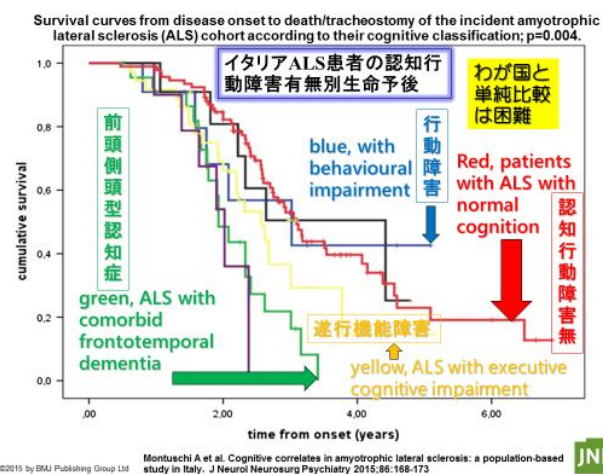 Survival curves from disease onset to death/tracheostomy of the incident amyotrophic
lateral sclerosis (ALS) cohort according to their cognitive classification; p=0.004.
イタリアALS患者の認知行
動障害有無別生命予後
わが国と
単純比較
は困難
前頭側頭型認知症
blue, with
behavioural
impairment
行動障害
Red, patients
with ALS with
normal
cognition
認知行動障害無
green, ALS with
comorbid
frontotemporal
dementia
遂行機能障害
yellow, ALS with executive
cognitive impairment
cumulative survival
1,0
0,8
0,6
0,4
0,2
0,0
,00
2,00
4,00
6,00
time from onset (years)
©2015 by BMJ Publishing Group Ltd
Montuschi A et al. Cognitive correlates in amyotrophic lateral sclerosis: a population-based
study in Italy. J Neurol Neurosurg Psychiatry 2015;86:168-173
JN